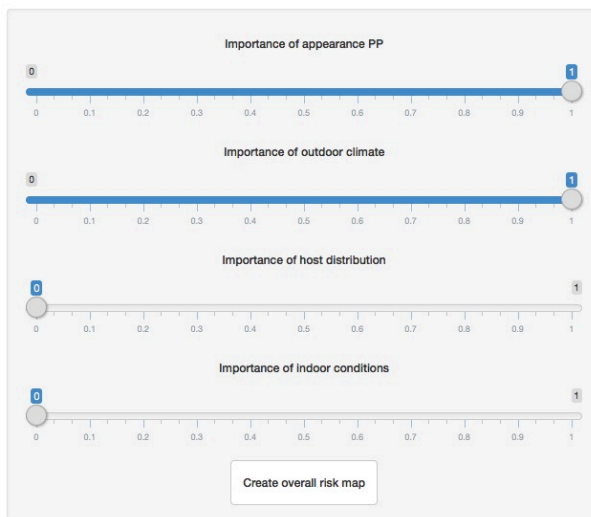 Importance of appearance PP
0 1
0 0.1 0.2 0.3 0.4 0.5 0.6 0.7 0.8 0.9 1
Importance of outdoor climate
0 1
0 0.1 0.2 0.3 0.4 0.5 0.6 0.7 0.8 0.9 1
Importance of host distribution
0 1
0 0.1 0.2 0.3 0.4 0.5 0.6 0.7 0.8 0.9 1
Importance of indoor conditions
0 1
0 0.1 0.2 0.3 0.4 0.5 0.6 0.7 0.8 0.9 1
Create overall risk map